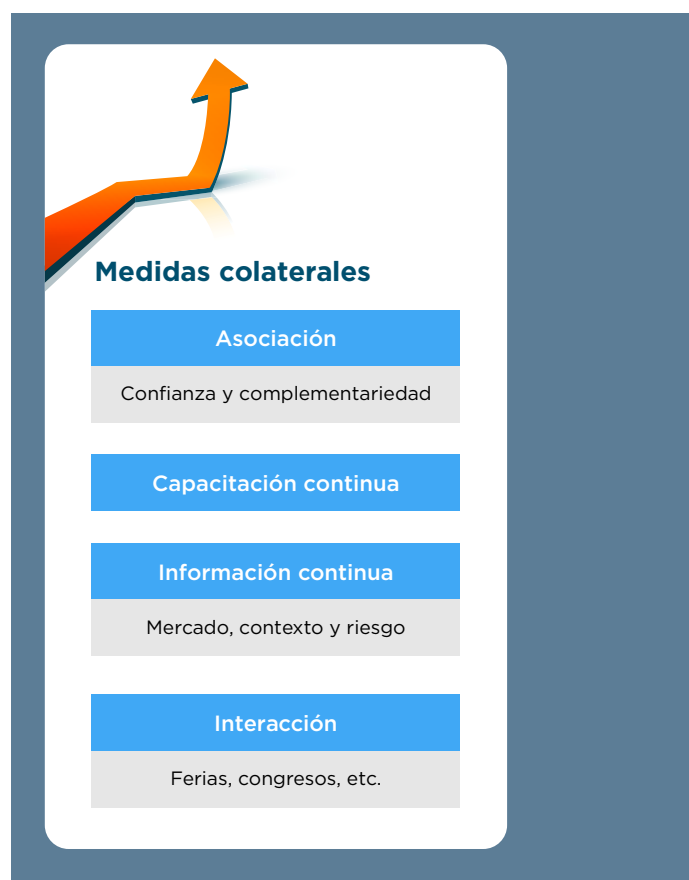 Medidas colaterales
Asociación
Confianza y complementariedad
Capacitación continua
Información continua
Mercado, contexto y riesgo
Interacción
Ferias, congresos, etc.